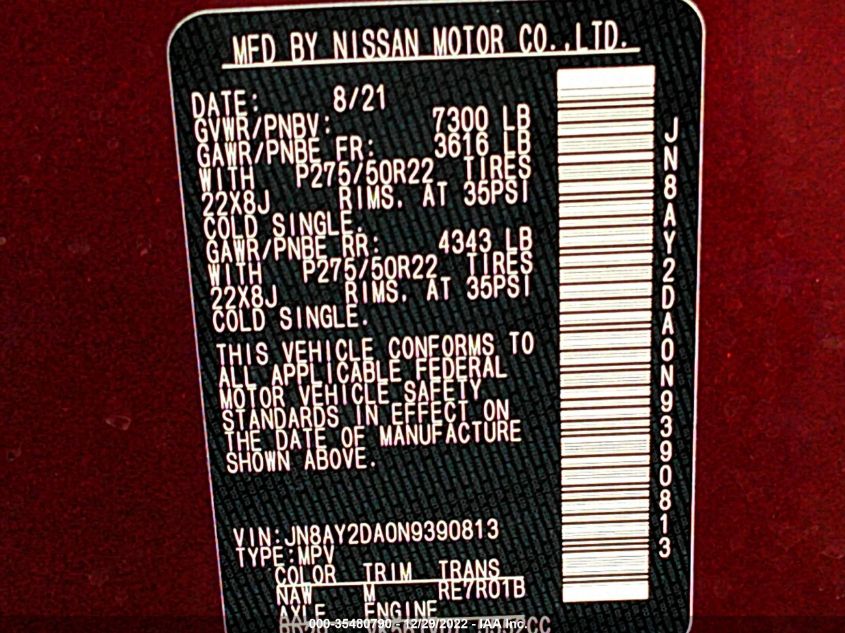 MFD BY NISSAN MOTOR CO.,LTD.
DATE: 8/21
GVWR/PNBV: 7300 LB
GAWR/PNBE FR: 3616 LB
WITH P275/50R22 TIRES
22X8J RIMS, AT 35PSI
COLD SINGLE.
GAWR/PNBE RR: 4343 LB
WITH P275/50R22 TIRES
22X8J RIMS, AT 35PSI
COLD SINGLE.
THIS VEHICLE CONFORMS TO
ALL APPLICABLE FEDERAL
MOTOR VEHICLE SAFETY
STANDARDS IN EFFECT ON
THE DATE OF MANUFACTURE
SHOWN ABOVE.
VIN:JN8AY2DA0N9390813
TYPE:MPV
COLOR TRIM TRANS
NAW M RE7R01B
AXLE ENGINE
JN8AY2DA0N9390813
000-35480790 - 12/29/2022 - IAA Inc.